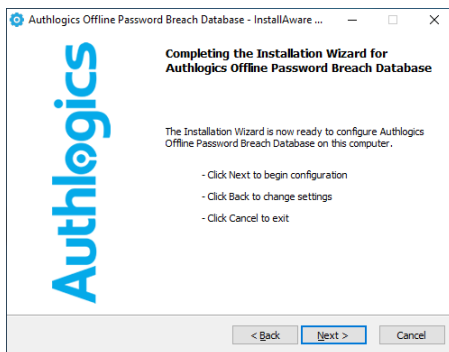 Authlogics Offline Password Breach Database - InstallAware ...
Authlogics
Completing the Installation Wizard for
Authlogics Offline Password Breach Database
The Installation Wizard is now ready to configure Authlogics
Offline Password Breach Database on this computer.
- Click Next to begin configuration
- Click Back to change settings
- Click Cancel to exit
< Back
Next >
Cancel